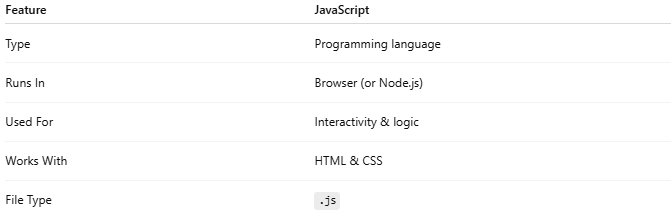 Feature JavaScript
Type Programming language
Runs In Browser (or Node.js)
Used For Interactivity & logic
Works With HTML & CSS
File Type .js